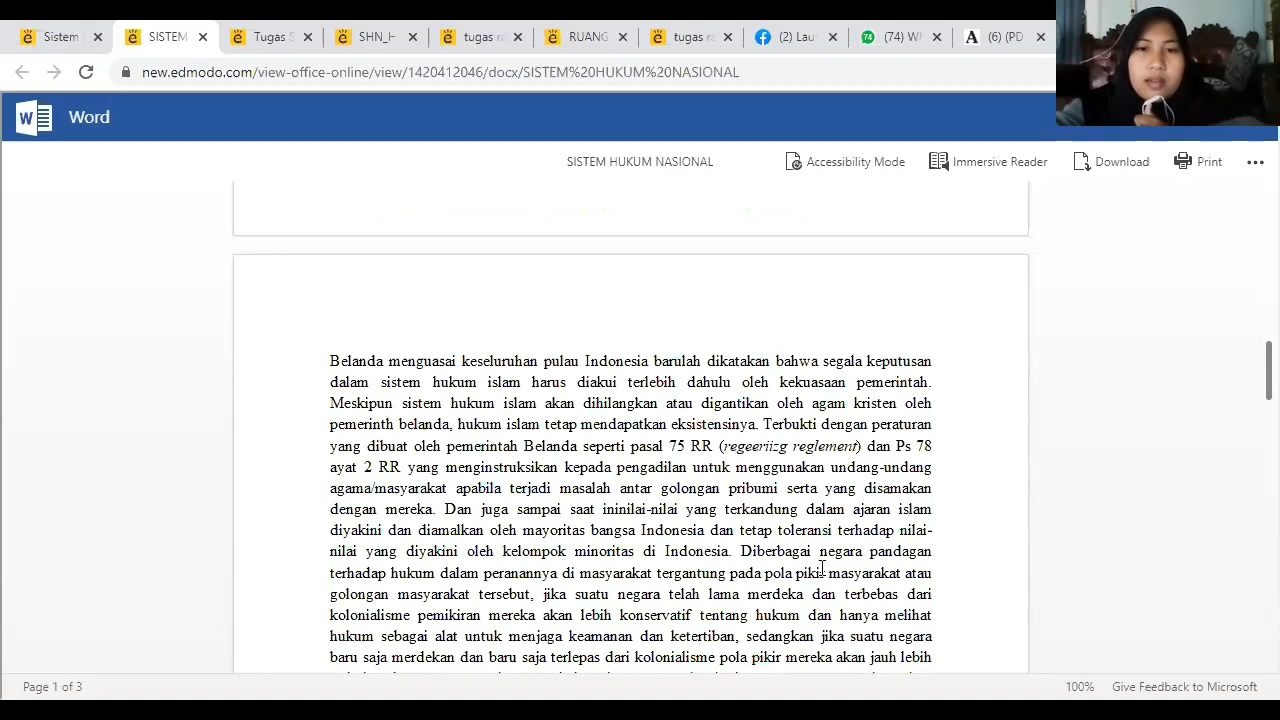 Sistem
SISTEM
Tugas S
SHN_H
tugas ra
RUANG
tugas ra
(2) Lau
(74) W
(6) (PD
new.edmodo.com/view-office-online/view/1420412046/docx/SISTEM%20HUKUM%20NASIONAL
Word
SISTEM HUKUM NASIONAL
Accessibility Mode
Immersive Reader
Download
Print
Belanda menguasai keseluruhan pulau Indonesia barulah dikatakan bahwa segala keputusan
dalam sistem hukum islam harus diakui terlebih dahulu oleh kekuasaan pemerintah.
Meskipun sistem hukum islam akan dihilangkan atau digantikan oleh agam kristen oleh
pemerinth belanda, hukum islam tetap mendapatkan eksistensinya. Terbukti dengan peraturan
yang dibuat oleh pemerintah Belanda seperti pasal 75 RR (regeeriizg reglement) dan Ps 78
ayat 2 RR yang menginstruksikan kepada pengadilan untuk menggunakan undang-undang
agama/masyarakat apabila terjadi masalah antar golongan pribumi serta yang disamakan
dengan mereka. Dan juga sampai saat ininilai-nilai yang terkandung dalam ajaran islam
diyakini dan diamalkan oleh mayoritas bangsa Indonesia dan tetap toleransi terhadap nilai-
nilai yang diyakini oleh kelompok minoritas di Indonesia. Diberbagai negara pandagan
terhadap hukum dalam peranannya di masyarakat tergantung pada pola pikir masyarakat atau
golongan masyarakat tersebut, jika suatu negara telah lama merdeka dan terbebas dari
kolonialisme pemikiran mereka akan lebih konservatif tentang hukum dan hanya melihat
hukum sebagai alat untuk menjaga keamanan dan ketertiban, sedangkan jika suatu negara
baru saja merdekan dan baru saja terlepas dari kolonialisme pola pikir mereka akan jauh lebih
Page 1 of 3
100%
Give Feedback to Microsoft